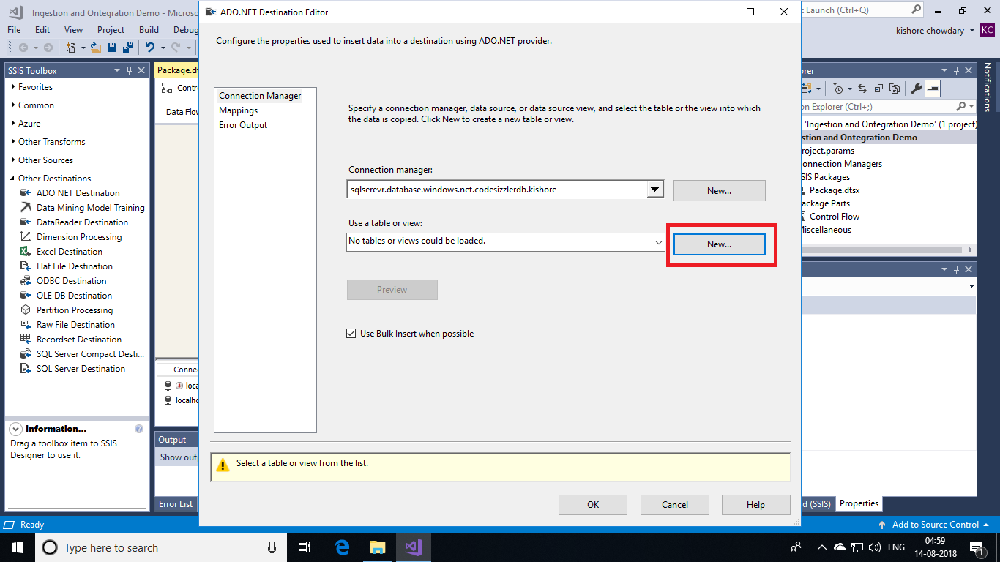 Ingestion and Ontegration Demo - Microso
k Launch (Ctrl+Q)
File Edit View Project Build Debug
kishore chowdary KC
ADO.NET Destination Editor
Configure the properties used to insert data into a destination using ADO.NET provider.
Connection Manager
Mappings
Error Output
Specify a connection manager, data source, or data source view, and select the table or the view into which
the data is copied. Click New to create a new table or view.
Connection manager:
sqlserevr.database.windows.net.codesizzlerdb.kishore
New...
Use a table or view:
No tables or views could be loaded.
New...
Preview
Use Bulk Insert when possible
Select a table or view from the list.
OK Cancel Help
SSIS Toolbox
Favorites
Common
Azure
Other Transforms
Other Sources
Other Destinations
ADO NET Destination
Data Mining Model Training
DataReader Destination
Dimension Processing
Excel Destination
Flat File Destination
ODBC Destination
OLE DB Destination
Partition Processing
Raw File Destination
Recordset Destination
SQL Server Compact Desti...
SQL Server Destination
Information...
Drag a toolbox item to SSIS
Designer to use it.
Package.dt
Contr
Data Flow
Connec
loca
localho
Output
Show outp
Error List
orer
on Explorer (Ctrl+;)
'Ingestion and Ontegration Demo' (1 project)
estion and Ontegration Demo
roject.params
onnection Managers
SIS Packages
Package.dtsx
ackage Parts
Control Flow
Miscellaneous
Notifications
ed (SSIS) Properties
Ready
Add to Source Control
Type here to search
ENG
04:59
14-08-2018
1